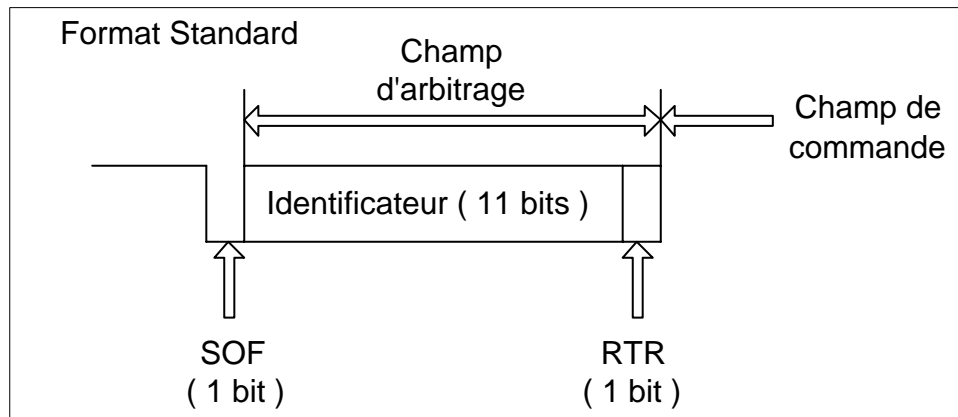 Format Standard
Champ
d'arbitrage
Champ de
commande
Identificateur ( 11 bits )
SOF
( 1 bit )
RTR
( 1 bit )